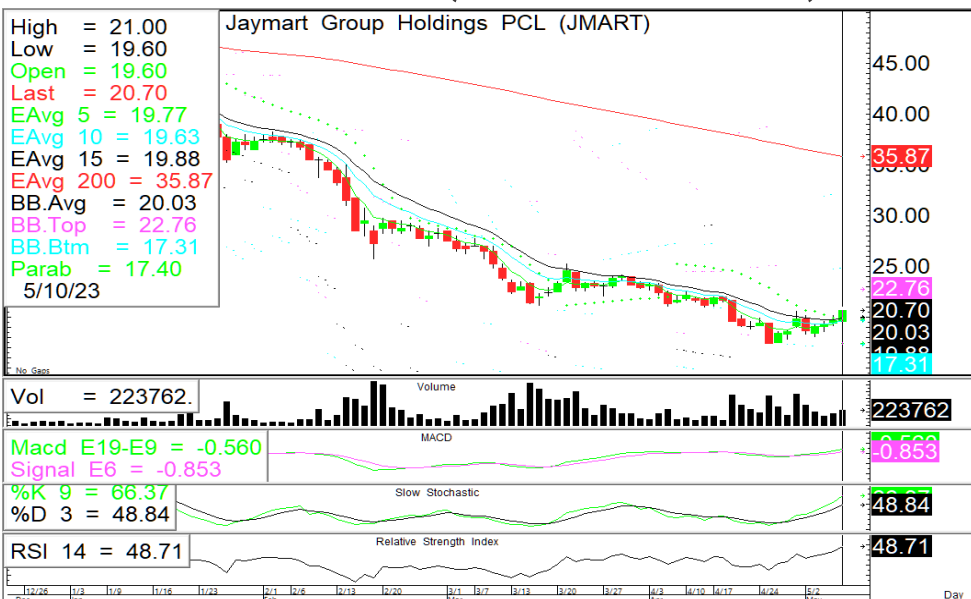 Jaymart Group Holdings PCL (JMART)
High = 21.00
Low = 19.60
Open = 19.60
Last = 20.70
EAvg 5 = 19.77
EAvg 10 = 19.63
EAvg 15 = 19.88
EAvg 200 = 35.87
BB.Avg = 20.03
BB.Top = 22.76
BB.Btm = 17.31
Parab = 17.40
5/10/23
45.00
40.00
35.87
35.00
30.00
25.00
22.76
20.70
20.03
19.88
17.31
No Gaps
Volume
Vol = 223762.
223762
MACD
Macd E19-E9 = -0.560
Signal E6 = -0.853
-0.853
Slow Stochastic
%K 9 = 66.37
%D 3 = 48.84
48.84
Relative Strength Index
RSI 14 = 48.71
48.71
12/26 1/3 1/9 1/16 1/23 2/1 2/6 2/13 2/20 3/1 3/7 3/13 3/20 3/27 4/3 4/10 4/17 4/24 5/2
Day